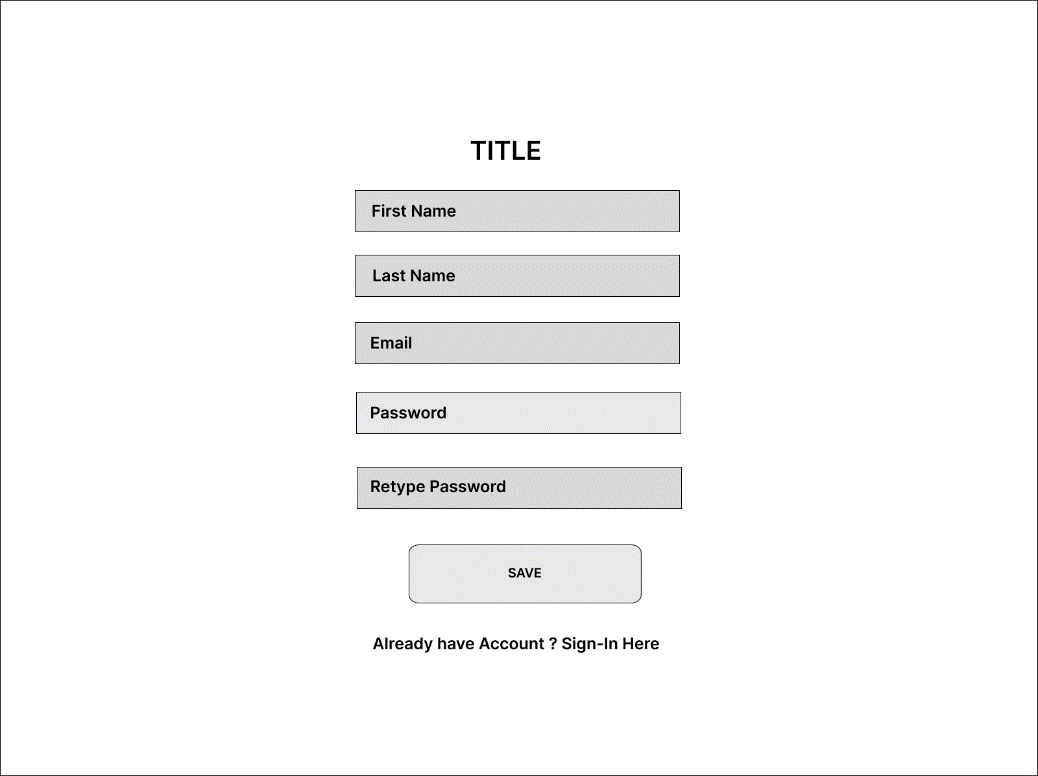 TITLE
First Name
Last Name
Email
Password
Retype Password
SAVE
Already have Account ? Sign-In Here